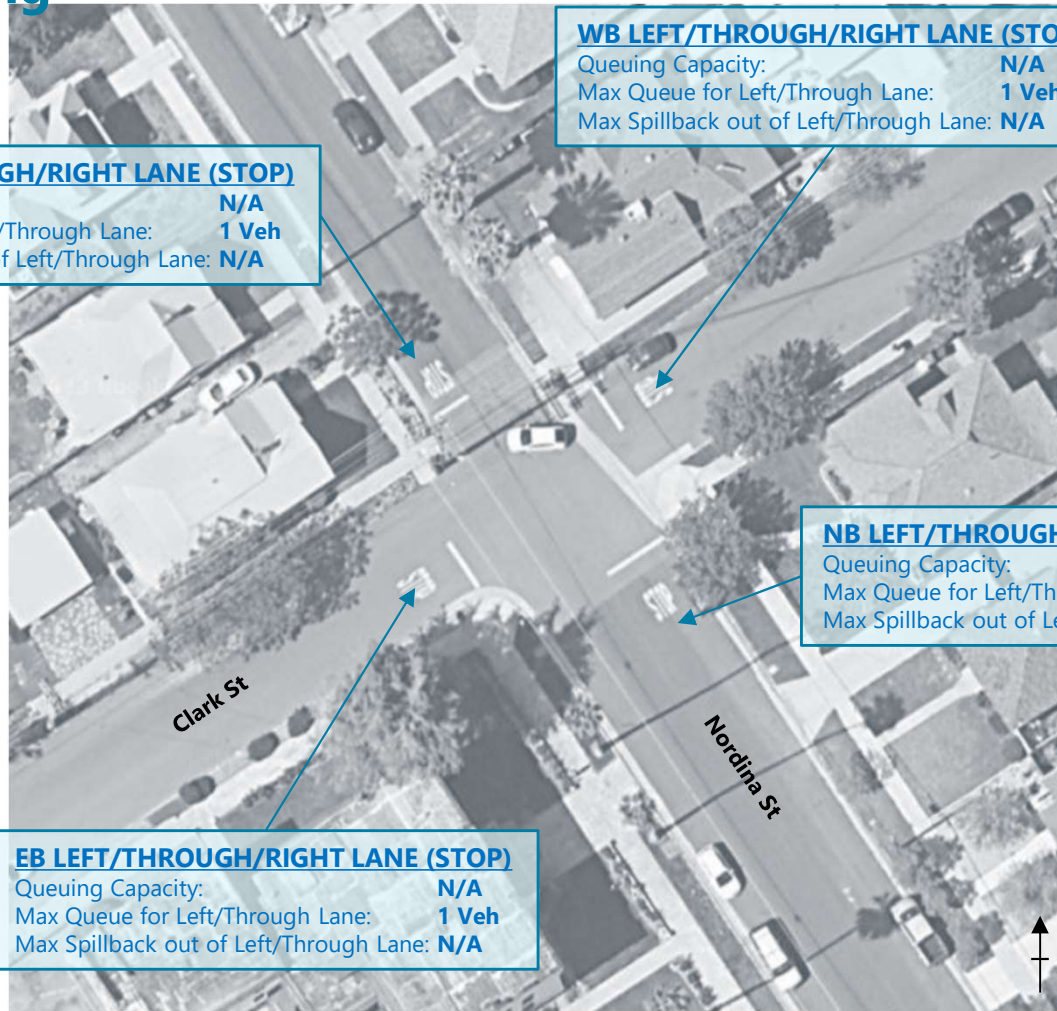 WB LEFT/THROUGH/RIGHT LANE (STO
Queuing Capacity: N/A
Max Queue for Left/Through Lane: 1 Veh
Max Spillback out of Left/Through Lane: N/A
GH/RIGHT LANE (STOP)
N/A
/Through Lane: 1 Veh
of Left/Through Lane: N/A
NB LEFT/THROUGH
Queuing Capacity:
Max Queue for Left/Th
Max Spillback out of Le
Clark St
Nordina St
EB LEFT/THROUGH/RIGHT LANE (STOP)
Queuing Capacity: N/A
Max Queue for Left/Through Lane: 1 Veh
Max Spillback out of Left/Through Lane: N/A